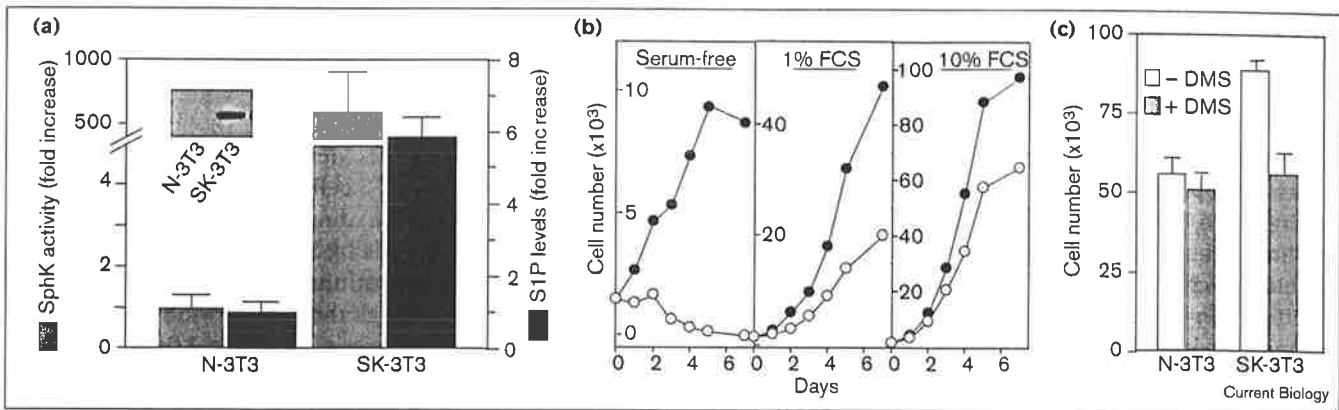 (a)
1000
500
4
2
1
0
SphK activity (fold increase)
N-3T3
SK-3T3
N-3T3
SK-3T3
8
6
4
2
0
S1P levels (fold increase)
(b)
Serum-free
1% FCS
10% FCS
Cell number (x10³)
10
5
0
40
20
100
80
60
40
20
0 2 4 6
0 2 4 6
0 2 4 6
Days
(c)
100
75
50
25
0
Cell number (x10³)
− DMS
+ DMS
N-3T3 SK-3T3
Current Biology